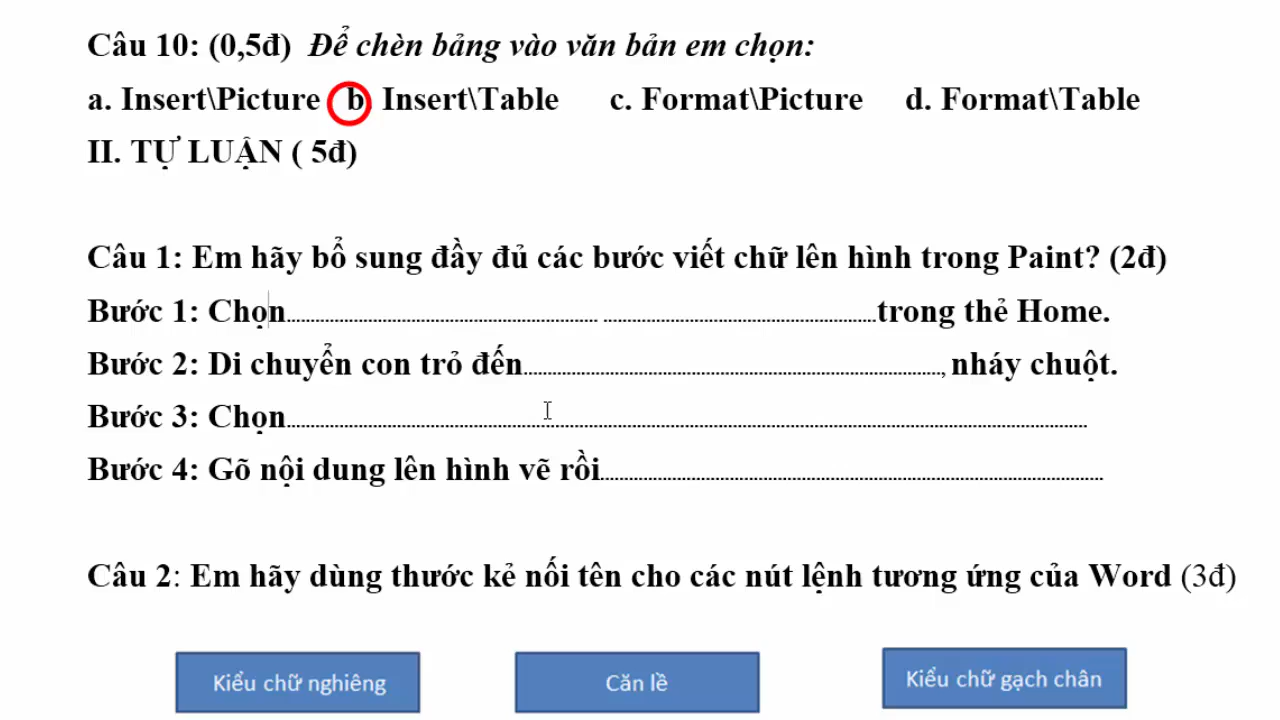 Câu 10: (0,5đ) Để chèn bảng vào văn bản em chọn:
a. Insert\Picture b. Insert\Table c. Format\Picture d. Format\Table
II. TỰ LUẬN ( 5đ)
Câu 1: Em hãy bổ sung đầy đủ các bước viết chữ lên hình trong Paint? (2đ)
Bước 1: Chọn........................................ ........................................trong thẻ Home.
Bước 2: Di chuyển con trỏ đến........................................, nháy chuột.
Bước 3: Chọn........................................
Bước 4: Gõ nội dung lên hình vẽ rồi........................................
Câu 2: Em hãy dùng thước kẻ nối tên cho các nút lệnh tương ứng của Word (3đ)
Kiểu chữ nghiêng Căn lề Kiểu chữ gạch chân